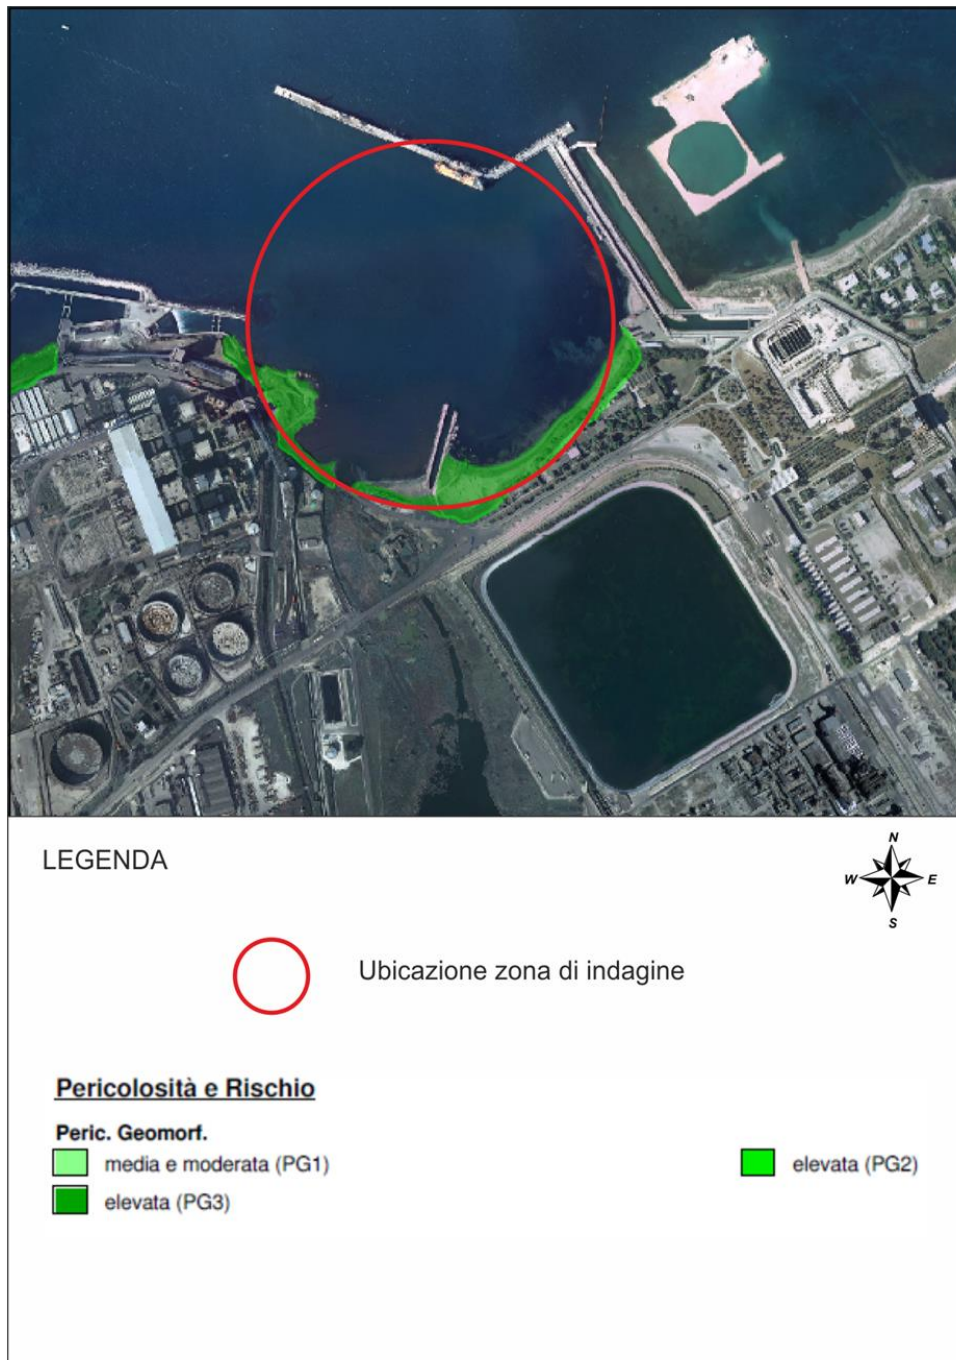 LEGENDA
N
W E
S
Ubicazione zona di indagine
Pericolosità e Rischio
Peric. Geomorf.
media e moderata (PG1)
elevata (PG2)
elevata (PG3)